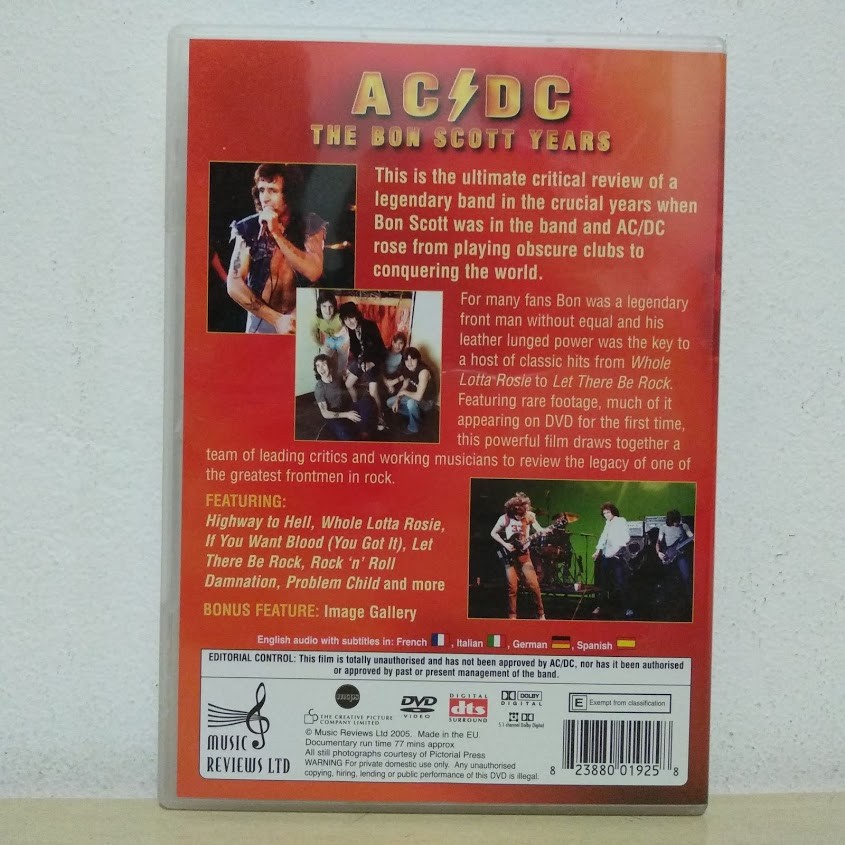 AC DC
THE BON SCOTT YEARS
This is the ultimate critical review of a
legendary band in the crucial years when
Bon Scott was in the band and AC/DC
rose from playing obscure clubs to
conquering the world.
For many fans Bon was a legendary
front man without equal and his
leather lunged power was the key to
a host of classic hits from Whole
Lotta Rosie to Let There Be Rock.
Featuring rare footage, much of it
appearing on DVD for the first time,
this powerful film draws together a
team of leading critics and working musicians to review the legacy of one of
the greatest frontmen in rock.
FEATURING:
Highway to Hell, Whole Lotta Rosie,
If You Want Blood (You Got It), Let
There Be Rock, Rock 'n' Roll
Damnation, Problem Child and more
BONUS FEATURE: Image Gallery
English audio with subtitles in: French , Italian , German , Spanish
EDITORIAL CONTROL: This film is totally unauthorised and has not been approved by AC/DC, nor has it been authorised
or approved by past or present management of the band.
MUSIC
REVIEWS LTD
mcps
THE CREATIVE PICTURE
COMPANY LIMITED
DVD
VIDEO
DIGITAL
dts
SURROUND
DOLBY
DIGITAL
5.1 channel Dolby Digital
E Exempt from classification
© Music Reviews Ltd 2005. Made in the EU.
Documentary run time 77 mins approx
All still photographs courtesy of Pictorial Press
WARNING For private domestic use only. Any unauthorised
copying, hiring, lending or public performance of this DVD is illegal.
8 23880 01925 8